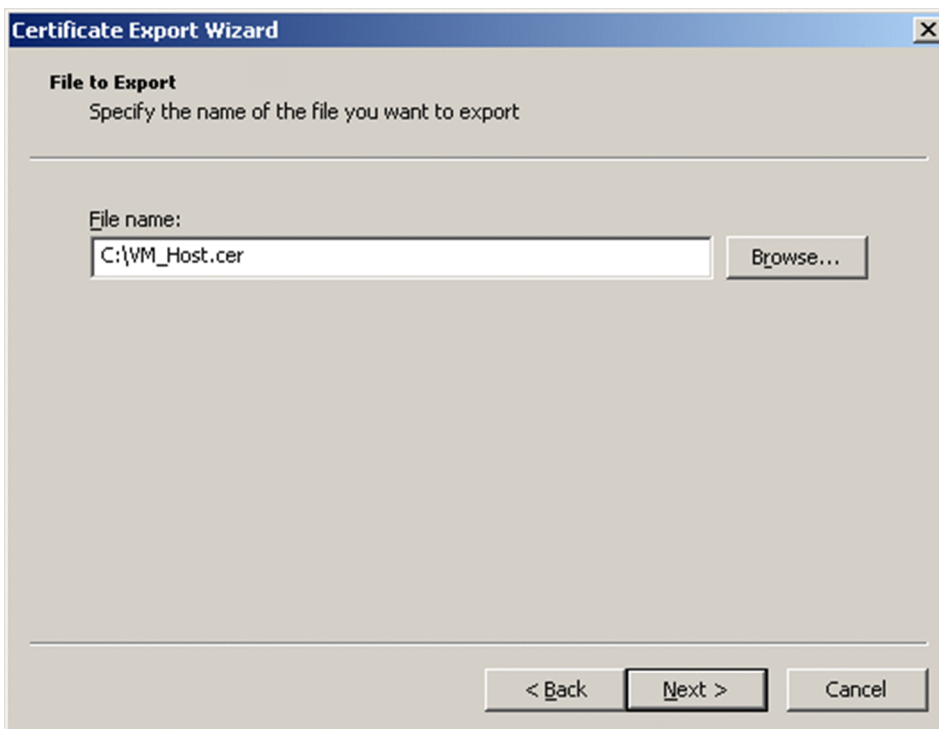 Certificate Export Wizard
File to Export
Specify the name of the file you want to export
File name:
C:\VM_Host.cer
Browse...
< Back
Next >
Cancel